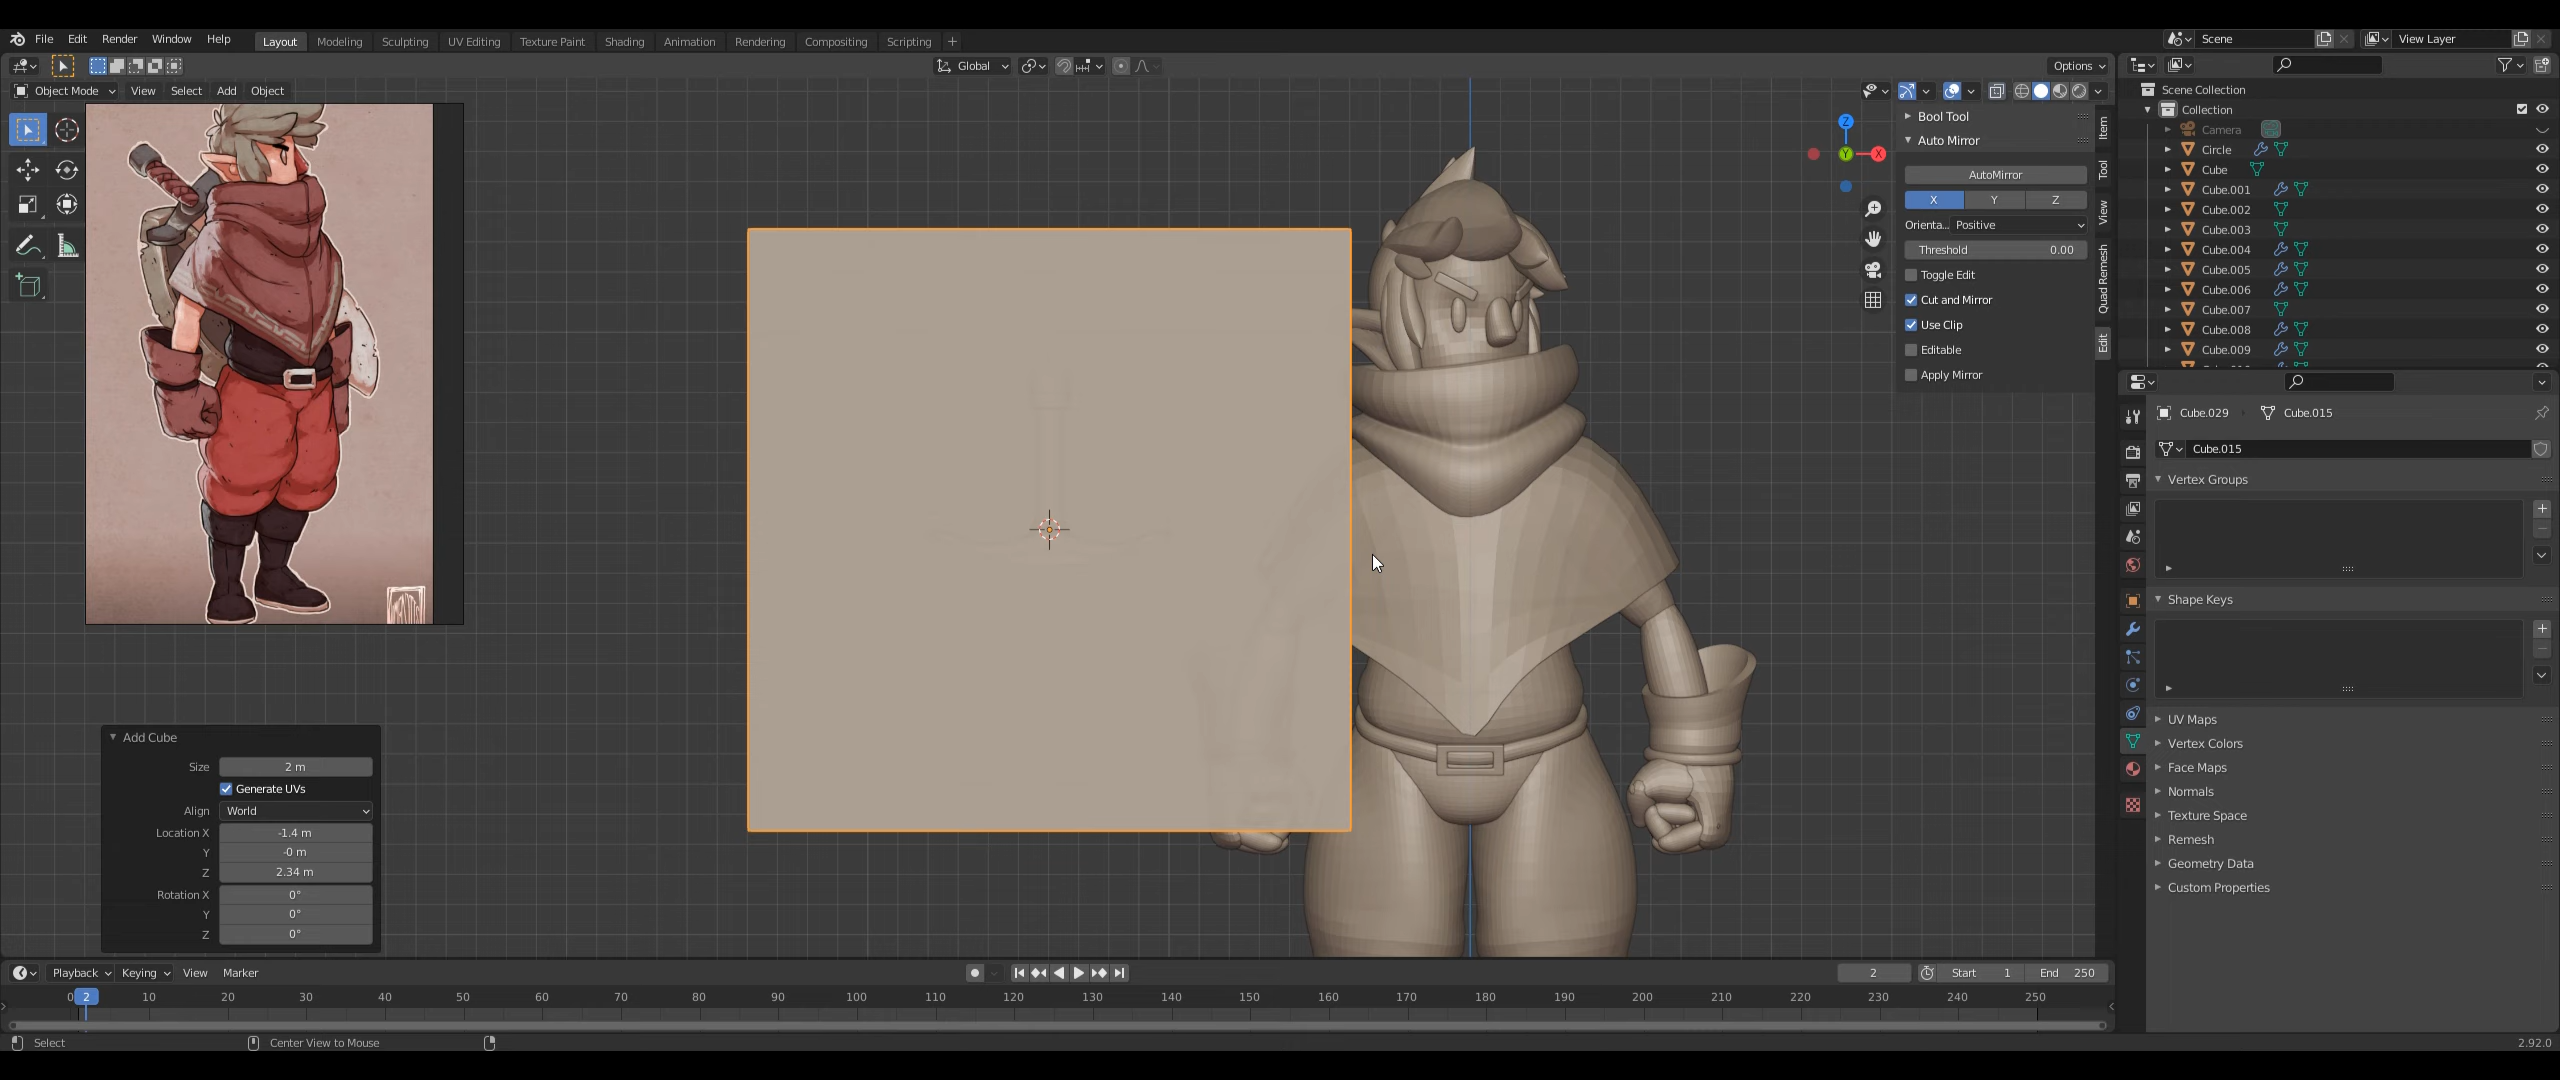 File Edit Render Window Help Layout Modeling Sculpting UV Editing Texture Paint Shading Animation Rendering Compositing Scripting + Scene View Layer
Global Options
Object Mode View Select Add Object
Z
Y
X
Bool Tool
Auto Mirror
AutoMirror
X Y Z
Orienta... Positive
Threshold 0.00
Toggle Edit
Cut and Mirror
Use Clip
Editable
Apply Mirror
Item
Tool
View
Quad Remesh
Edit
Scene Collection
Collection
Camera
Circle
Cube
Cube.001
Cube.002
Cube.003
Cube.004
Cube.005
Cube.006
Cube.007
Cube.008
Cube.009
Cube.029 Cube.015
Cube.015
Vertex Groups
Shape Keys
UV Maps
Vertex Colors
Face Maps
Normals
Texture Space
Remesh
Geometry Data
Custom Properties
Add Cube
Size 2 m
Generate UVs
Align World
Location X -1.4 m
Y -0 m
Z 2.34 m
Rotation X 0°
Y 0°
Z 0°
Playback Keying View Marker 2 Start 1 End 250
0 2 10 20 30 40 50 60 70 80 90 100 110 120 130 140 150 160 170 180 190 200 210 220 230 240 250
Select Center View to Mouse 2.92.0